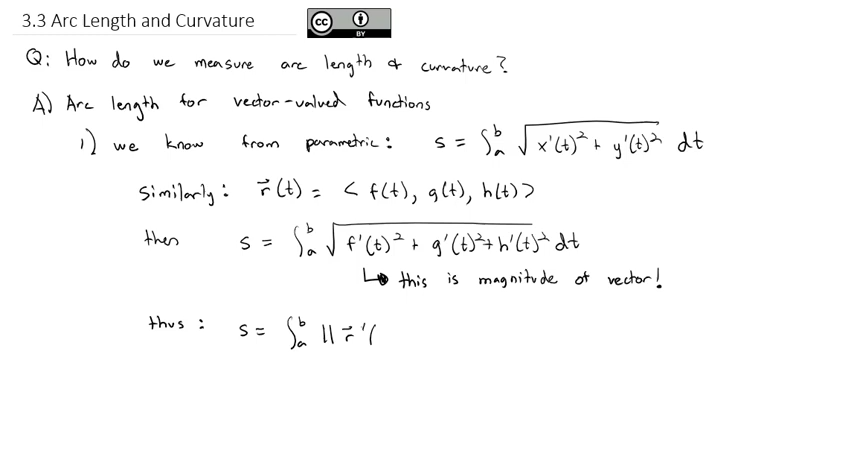 3.3 Arc Length and Curvature
cc BY
Q: How do we measure arc length & curvature?
A) Arc length for vector-valued functions
1) we know from parametric: s = ∫ₐᵇ √(x'(t)² + y'(t)²) dt
Similarly: r⃗(t) = < f(t), g(t), h(t) >
then s = ∫ₐᵇ √(f'(t)² + g'(t)² + h'(t)²) dt
↳ this is magnitude of vector!
thus: s = ∫ₐᵇ || r⃗'(